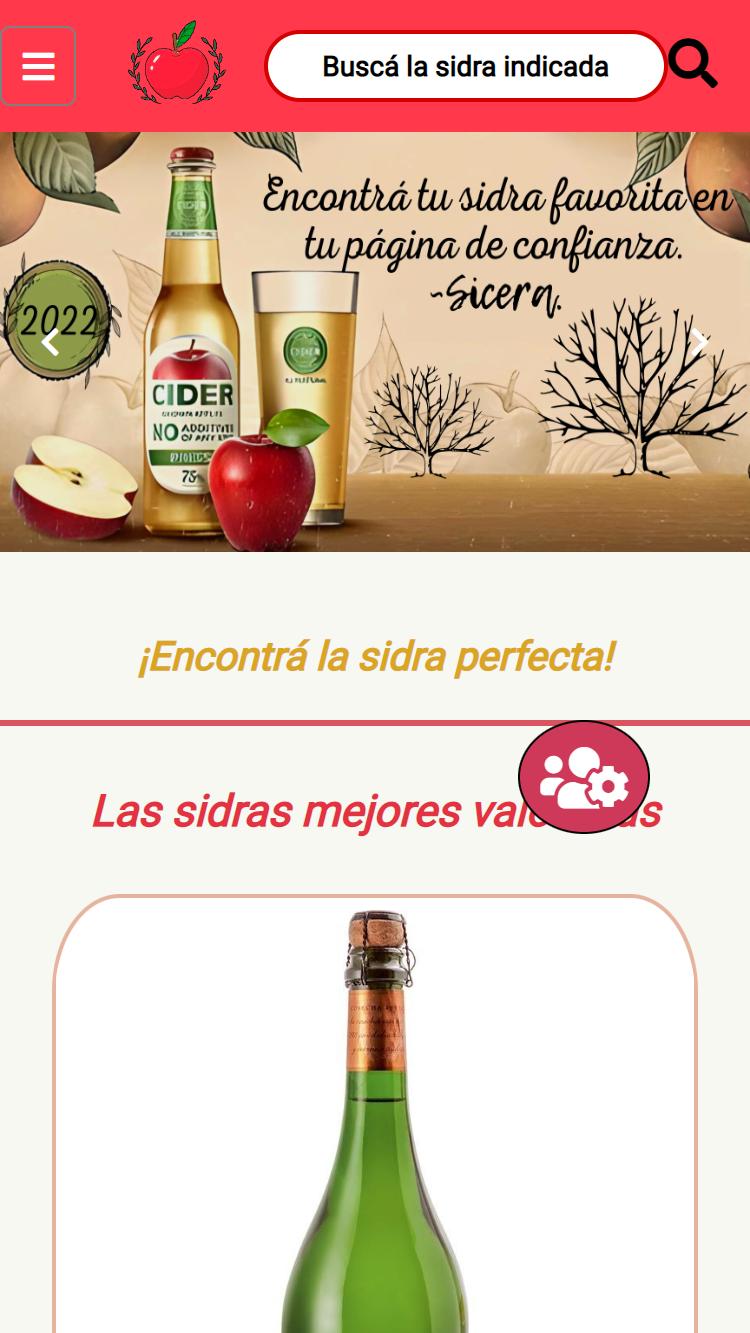 Buscá la sidra indicada
Encontrá tu sidra favorita en
tu página de confianza.
~Sicera.
2022
CIDER
NO ADDITIVE
¡Encontrá la sidra perfecta!
Las sidras mejores